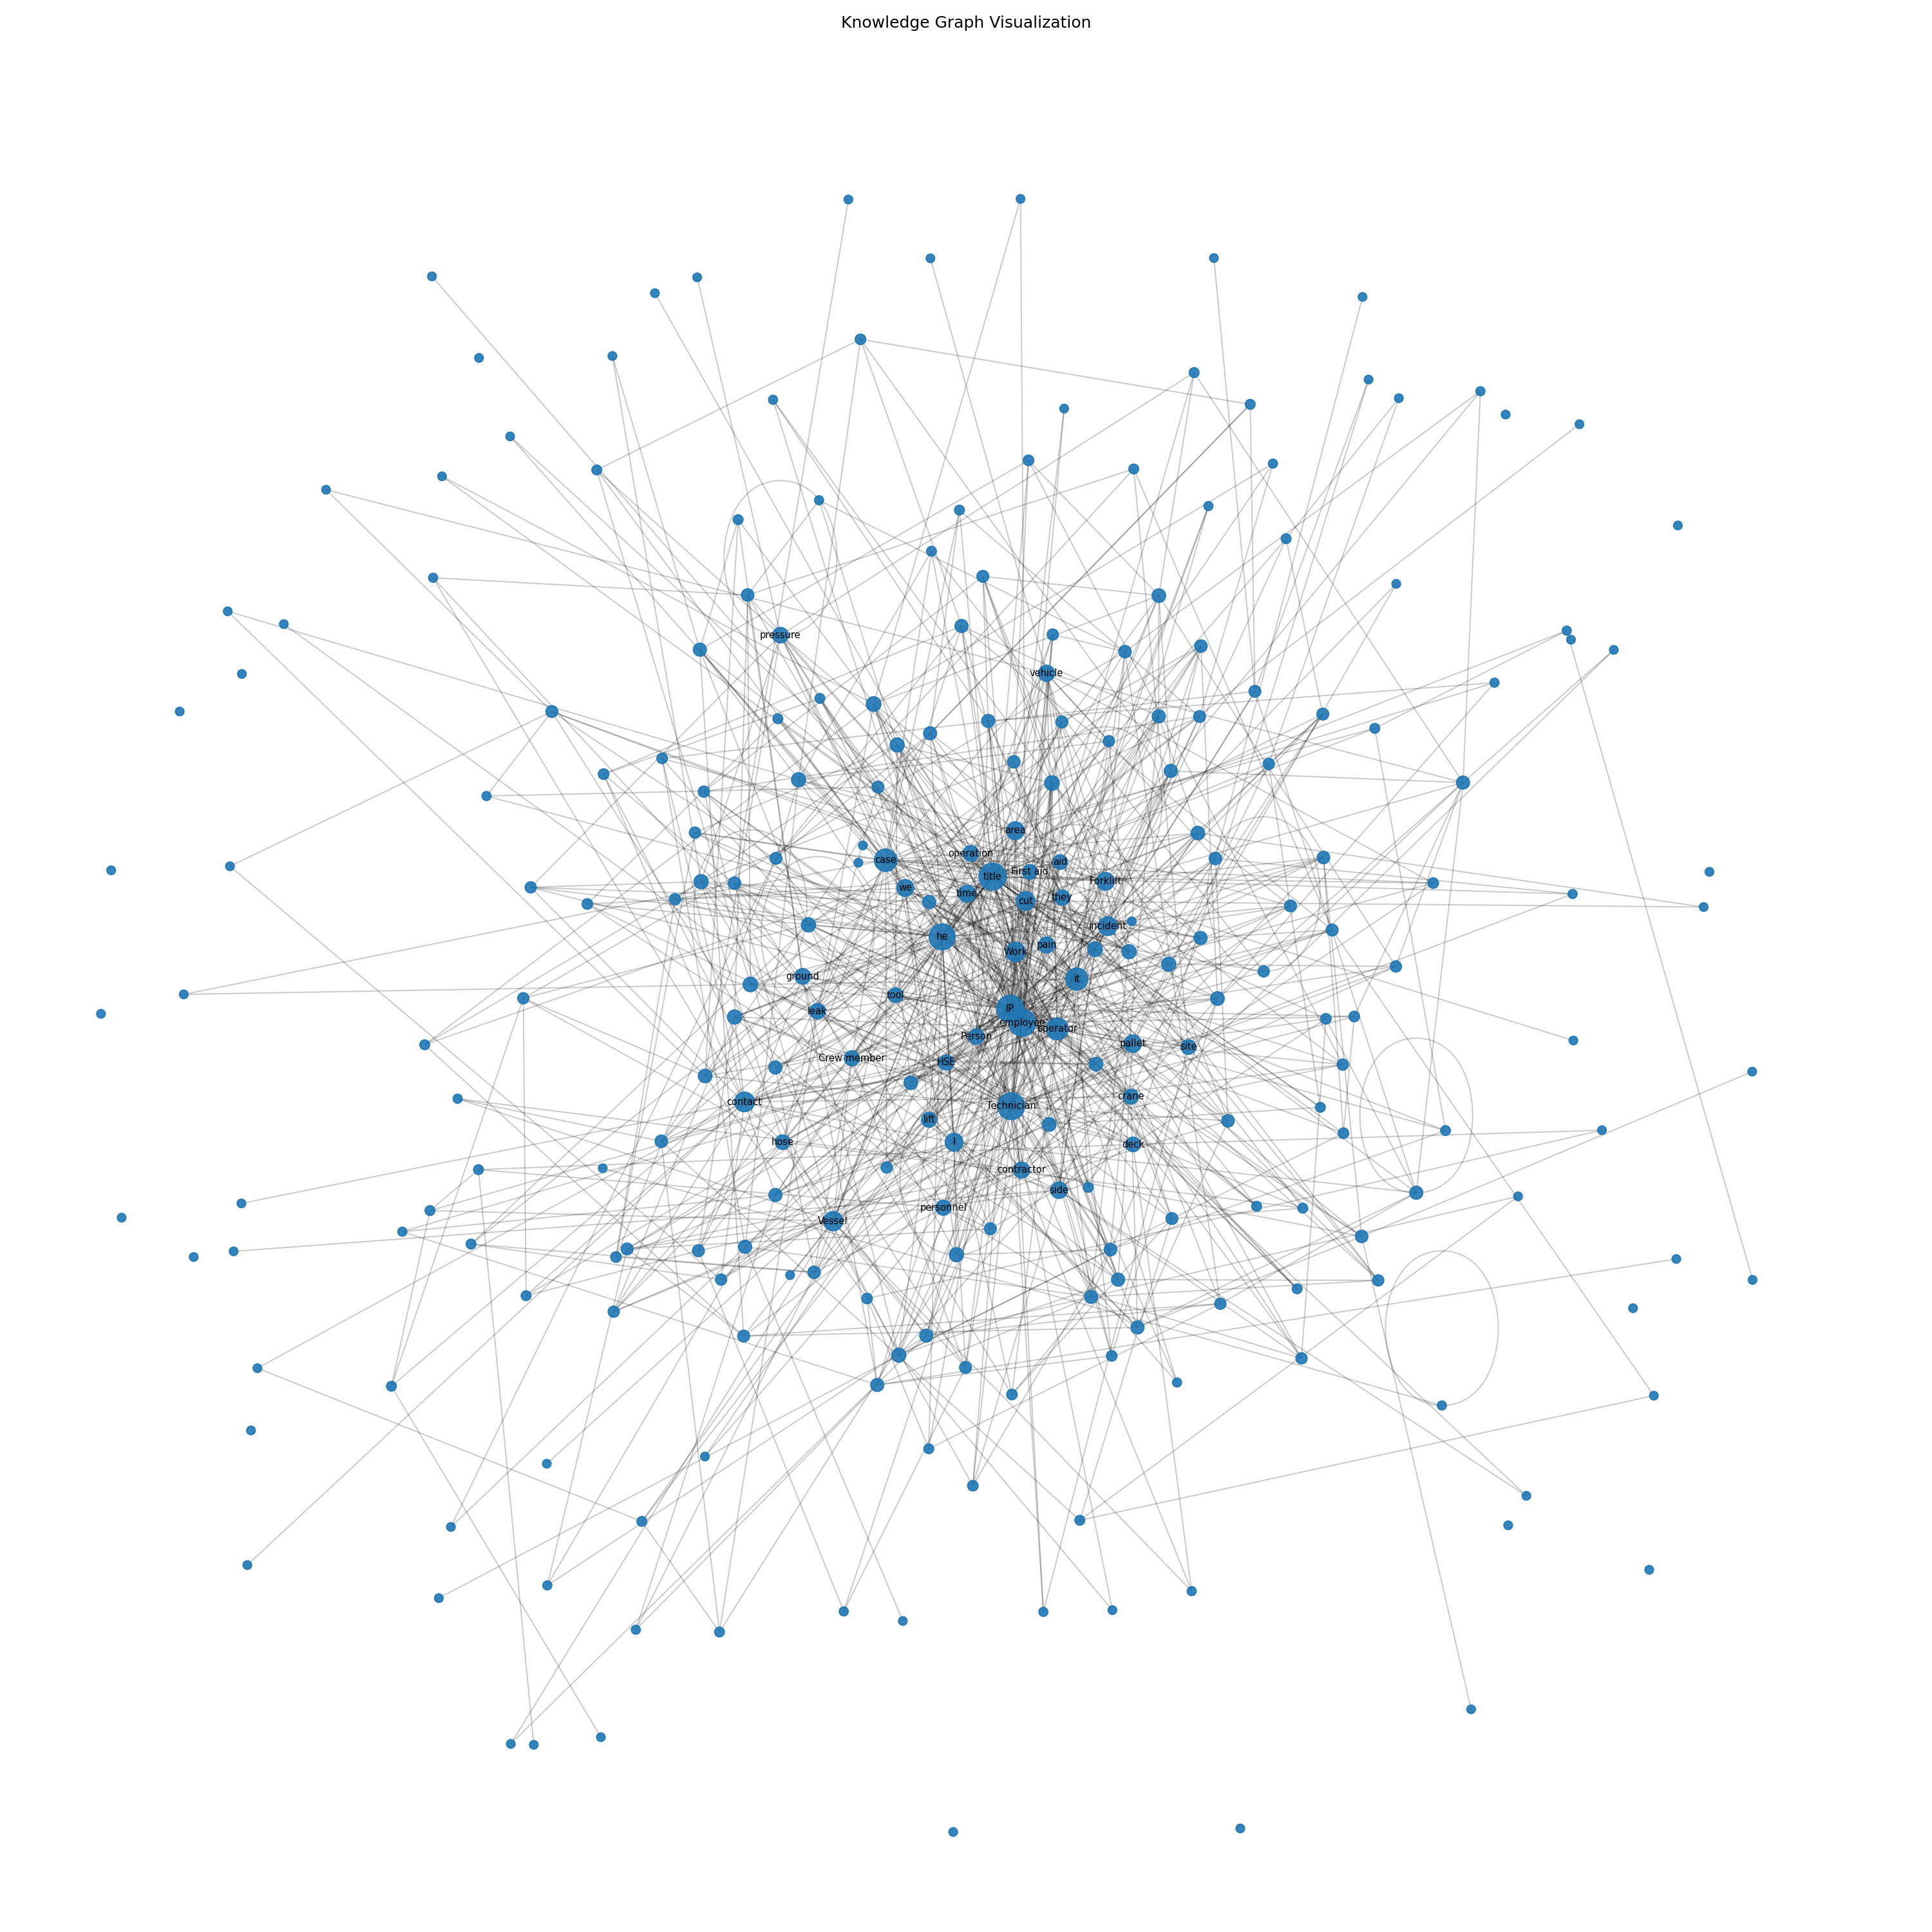 Knowledge Graph Visualization
pressure
vehicle
area
operation
case
aid
First aid
title
Forklift
we
time
they
cut
incident
he
pain
Work
ground
it
tool
IP
leak
employee
operator
Person
pallet
site
Crew member
HSE
crane
contact
Technician
lift
hose
I
deck
contractor
side
personnel
Vessel